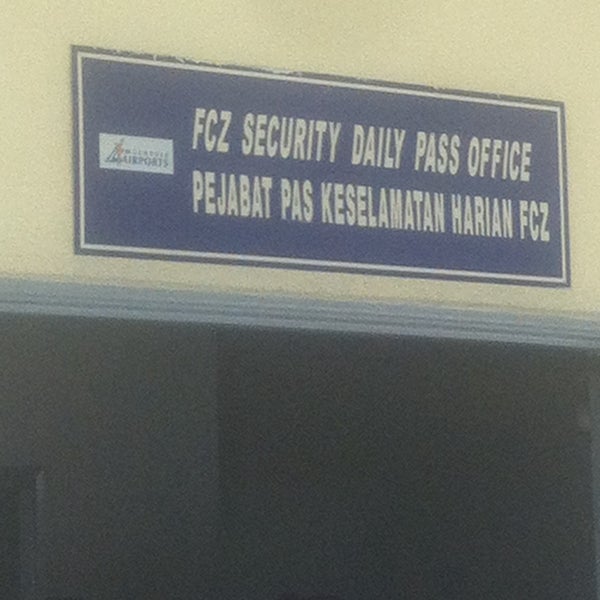 FCZ SECURITY DAILY PASS OFFICE
PEJABAT PAS KESELAMATAN HARIAN FCZ
AIRPORTS